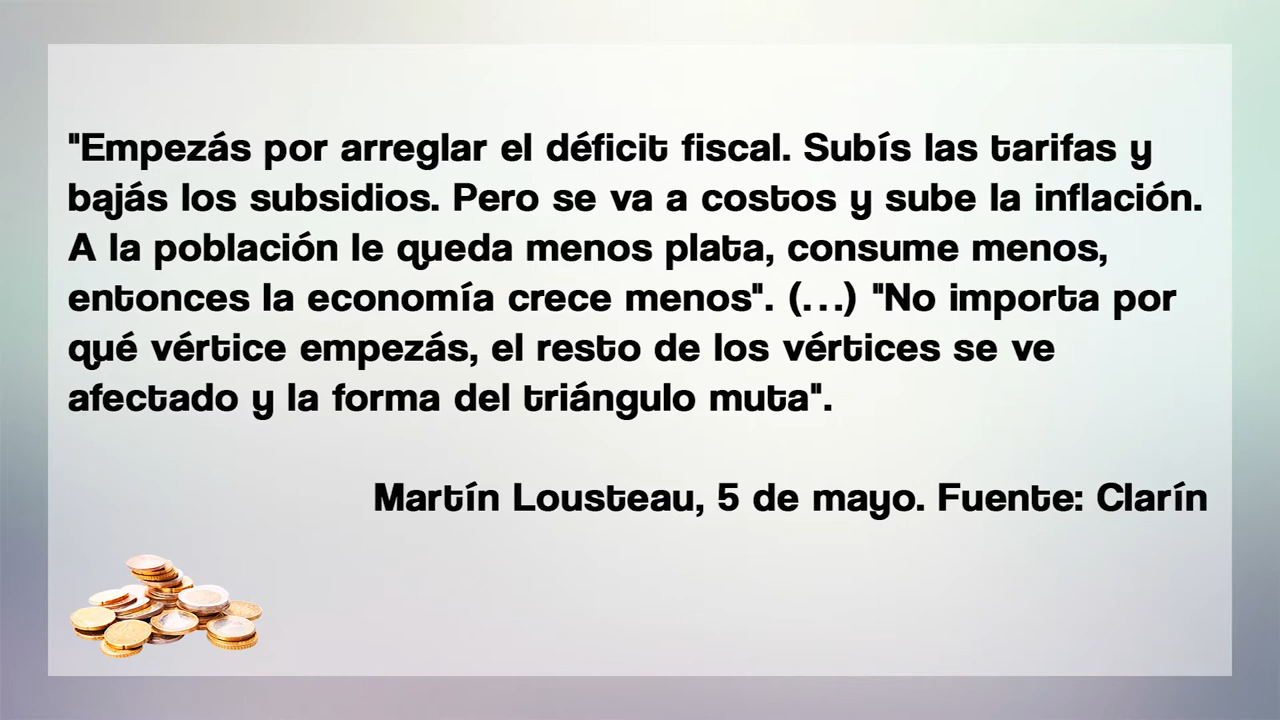 "Empezás por arreglar el déficit fiscal. Subís las tarifas y
bajás los subsidios. Pero se va a costos y sube la inflación.
A la población le queda menos plata, consume menos,
entonces la economía crece menos". (...) "No importa por
qué vértice empezás, el resto de los vértices se ve
afectado y la forma del triángulo muta".
Martín Lousteau, 5 de mayo. Fuente: Clarín